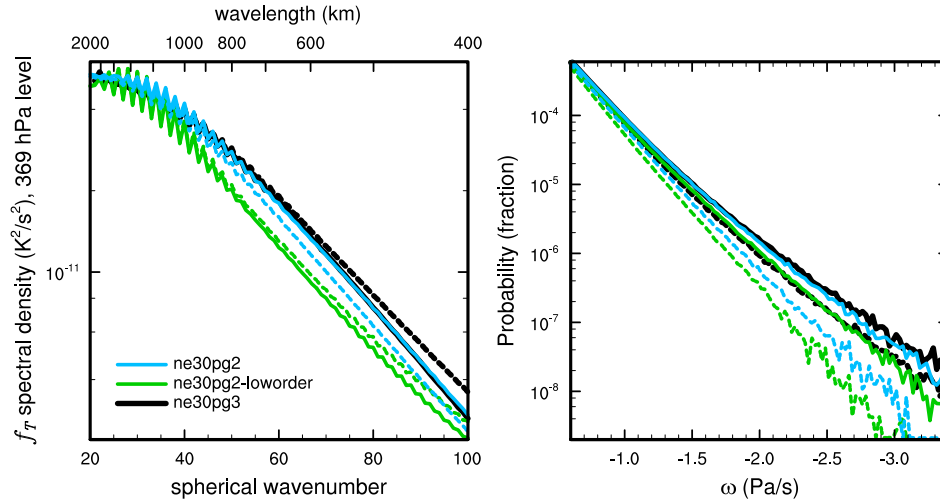 wavelength (km)
2000 1000 800 600 400
f_T spectral density (K²/s²), 369 hPa level
10⁻¹¹
ne30pg2
ne30pg2-loworder
ne30pg3
20 40 60 80 100
spherical wavenumber
Probability (fraction)
10⁻⁴
10⁻⁵
10⁻⁶
10⁻⁷
10⁻⁸
-1.0 -1.5 -2.0 -2.5 -3.0
ω (Pa/s)